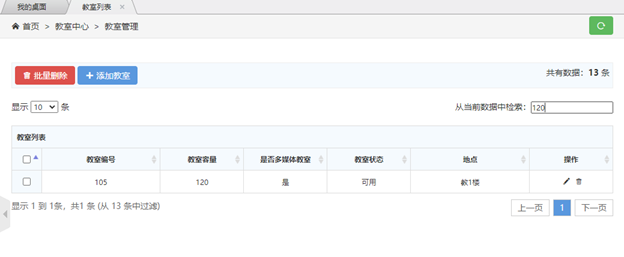 我的桌面 教室列表 ×
首页 > 教室中心 > 教室管理
批量删除 + 添加教室 共有数据：13 条
显示 10 条 从当前数据中检索：120
教室列表
教室编号 教室容量 是否多媒体教室 教室状态 地点 操作
105 120 是 可用 教1楼
显示 1 到 1条，共1 条 (从 13 条中过滤) 上一页 1 下一页